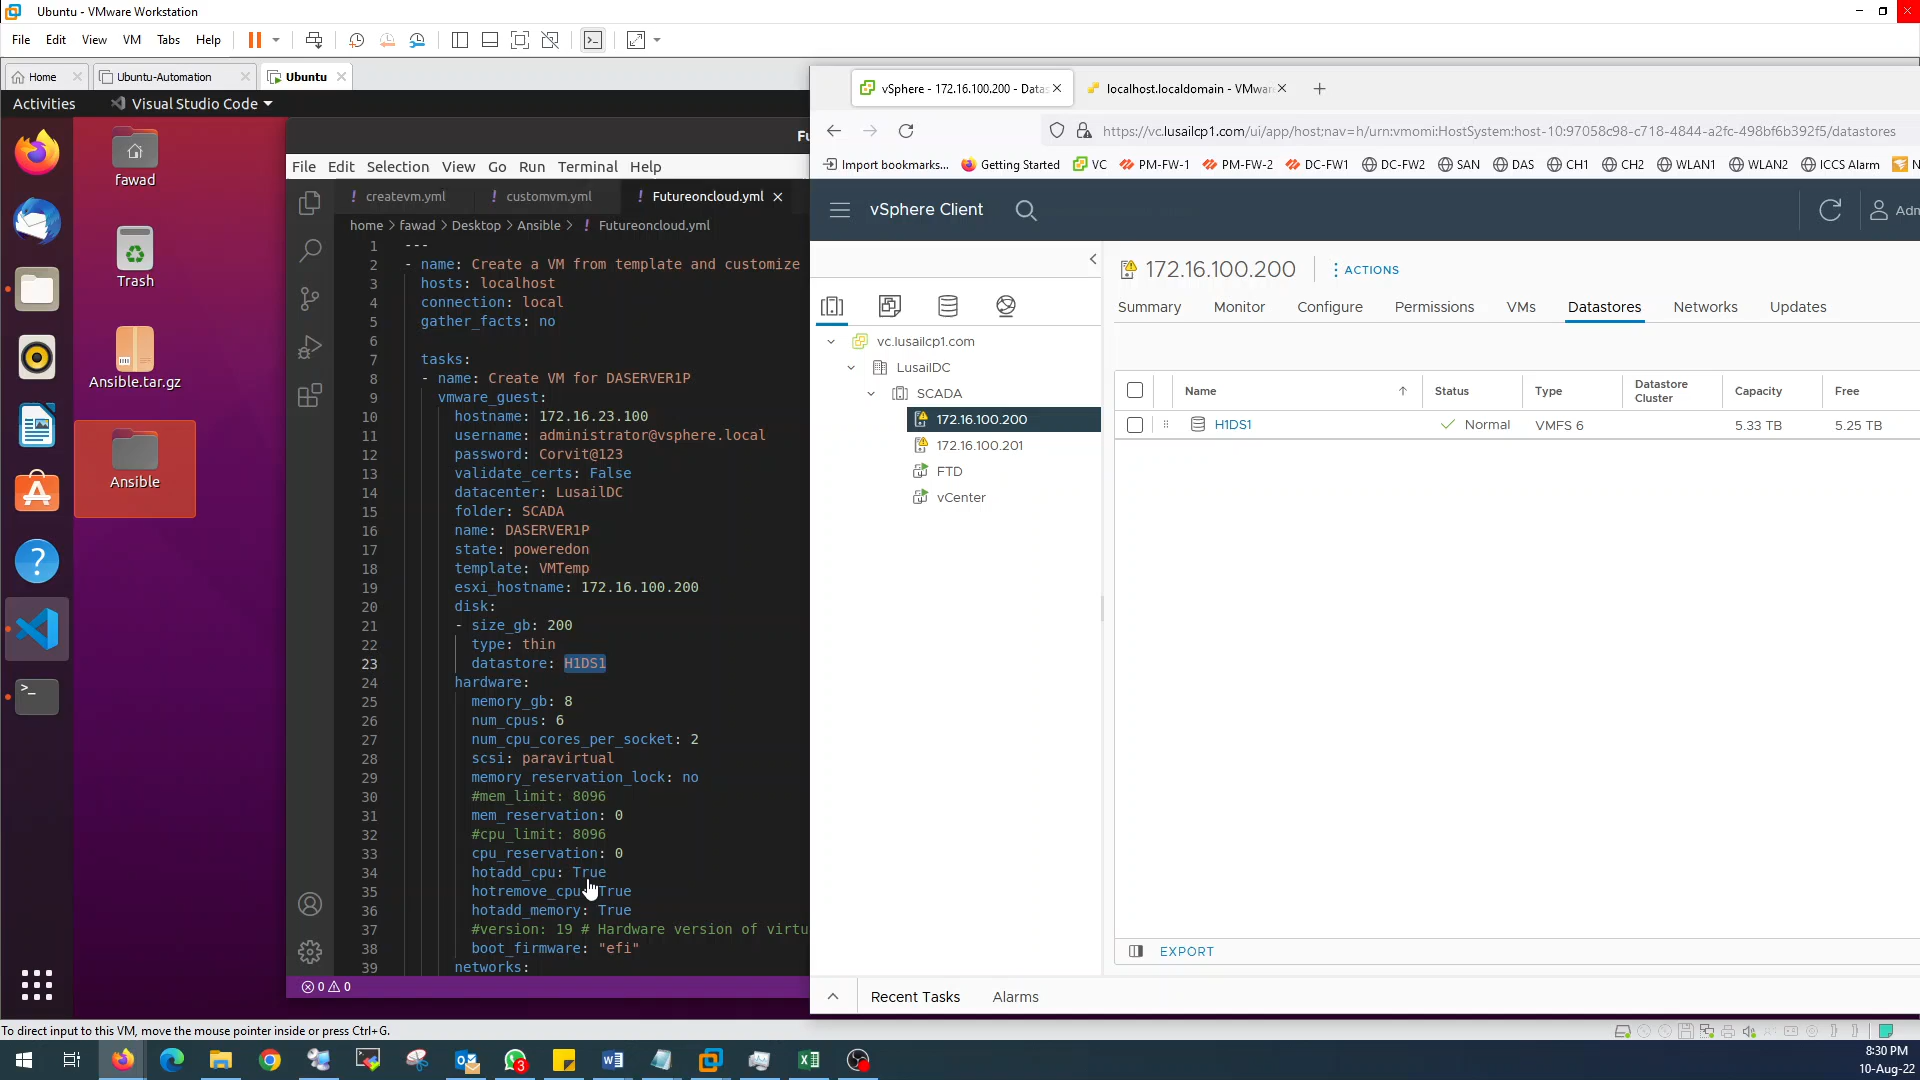 Ubuntu - VMware Workstation
File Edit View VM Tabs Help
Home
Ubuntu-Automation
Ubuntu
Activities
Visual Studio Code
fawad
Trash
Ansible.tar.gz
Ansible
File Edit Selection View Go Run Terminal Help
! createvm.yml
! customvm.yml
! Futureoncloud.yml
home > fawad > Desktop > Ansible > ! Futureoncloud.yml
1 ---
2 - name: Create a VM from template and customize
3 hosts: localhost
4 connection: local
5 gather_facts: no
6
7 tasks:
8 - name: Create VM for DASERVER1P
9 vmware_guest:
10 hostname: 172.16.23.100
11 username: administrator@vsphere.local
12 password: Corvit@123
13 validate_certs: False
14 datacenter: LusailDC
15 folder: SCADA
16 name: DASERVER1P
17 state: poweredon
18 template: VMTemp
19 esxi_hostname: 172.16.100.200
20 disk:
21 - size_gb: 200
22 type: thin
23 datastore: H1DS1
24 hardware:
25 memory_gb: 8
26 num_cpus: 6
27 num_cpu_cores_per_socket: 2
28 scsi: paravirtual
29 memory_reservation_lock: no
30 #mem_limit: 8096
31 mem_reservation: 0
32 #cpu_limit: 8096
33 cpu_reservation: 0
34 hotadd_cpu: True
35 hotremove_cpu: True
36 hotadd_memory: True
37 #version: 19 # Hardware version of virtu
38 boot_firmware: "efi"
39 networks:
0 0
vSphere - 172.16.100.200 - Datas
localhost.localdomain - VMware
https://vc.lusailcp1.com/ui/app/host;nav=h/urn:vmomi:HostSystem:host-10:97058c98-c718-4844-a2fc-498bf6b392f5/datastores
Import bookmarks... Getting Started VC PM-FW-1 PM-FW-2 DC-FW1 DC-FW2 SAN DAS CH1 CH2 WLAN1 WLAN2 ICCS Alarm N
vSphere Client
Adm
vc.lusailcp1.com
LusailDC
SCADA
172.16.100.200
172.16.100.201
FTD
vCenter
172.16.100.200
ACTIONS
Summary Monitor Configure Permissions VMs Datastores Networks Updates
Name Status Type Datastore Cluster Capacity Free
H1DS1 Normal VMFS 6 5.33 TB 5.25 TB
EXPORT
Recent Tasks Alarms
To direct input to this VM, move the mouse pointer inside or press Ctrl+G.
3
8:30 PM
10-Aug-22